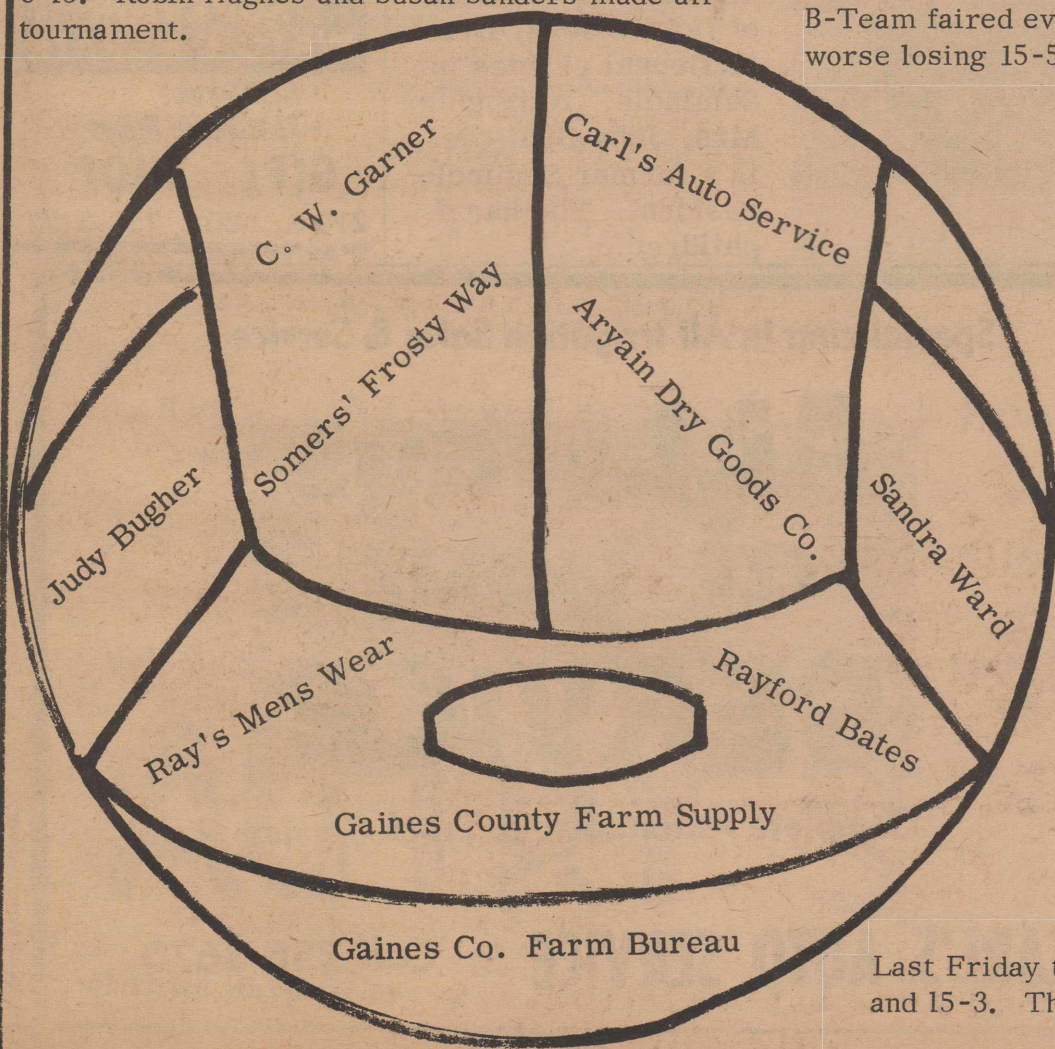 tournament.
B-Team faired ev
worse losing 15-5
C. W. Garner
Carl's Auto Service
Somers' Frosty Way
Aryain Dry Goods Co.
Judy Bugher
Sandra Ward
Ray's Mens Wear
Rayford Bates
Gaines County Farm Supply
Gaines Co. Farm Bureau
Last Friday t
and 15-3. Th